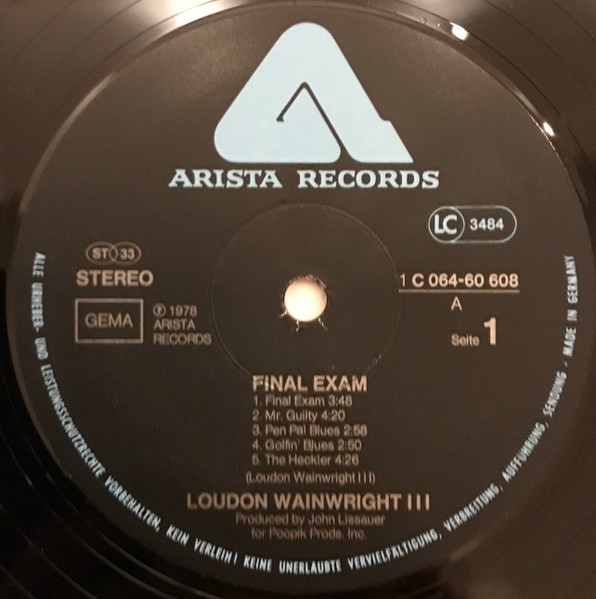 ARISTA RECORDS
LC 3484
ST 33
STEREO
GEMA
℗ 1978
ARISTA
RECORDS
1 C 064-60 608
A
Seite 1
FINAL EXAM
1. Final Exam 3:48
2. Mr. Guilty 4:20
3. Pen Pal Blues 2:58
4. Golfin' Blues 2:50
5. The Heckler 4:26
(Loudon Wainwright III)
LOUDON WAINWRIGHT III
Produced by John Lissauer
for Poopik Prods. Inc.
ALLE URHEBER- UND LEISTUNGSSCHUTZRECHTE VORBEHALTEN, KEIN VERLEIH! KEINE UNERLAUBTE VERVIELFÄLTIGUNG, VERBREITUNG, AUFFÜHRUNG, SENDUNG · MADE IN GERMANY